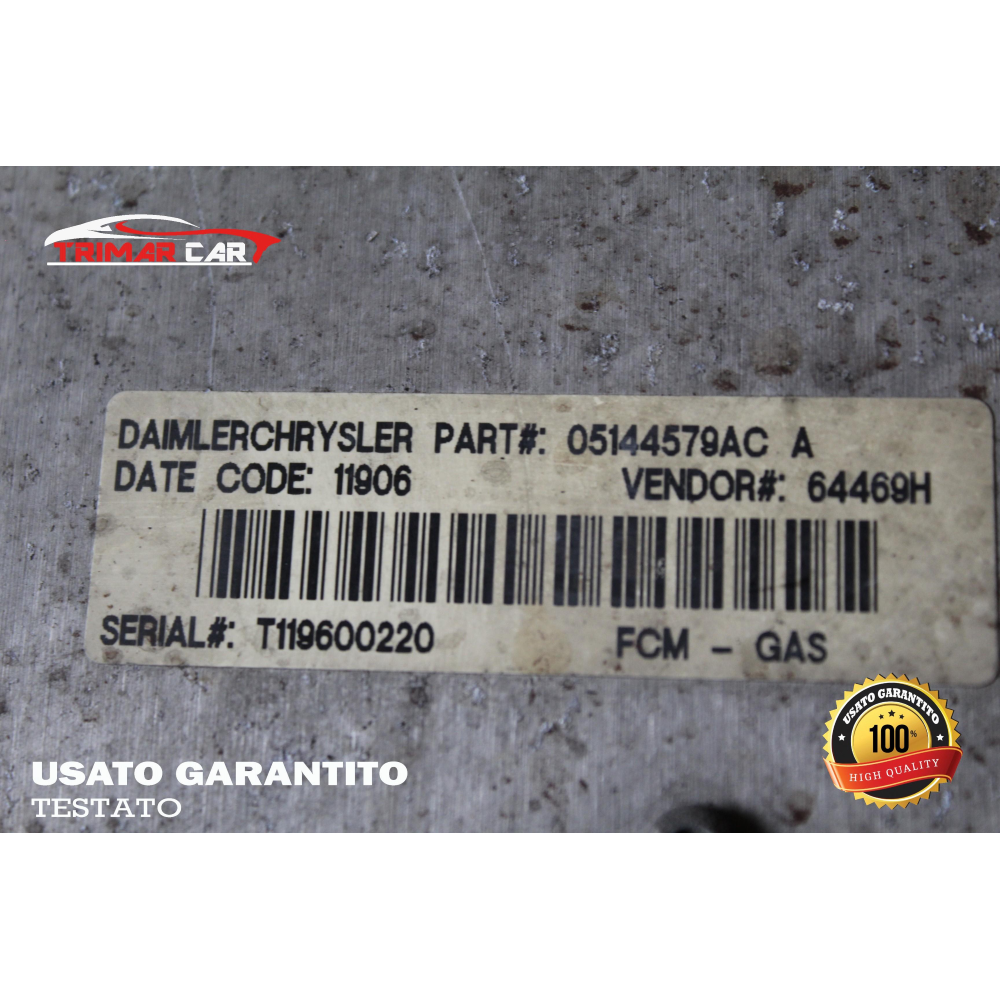 TRIMAR CAR
DAIMLERCHRYSLER PART#: 05144579AC A
DATE CODE: 11906 VENDOR#: 64469H
SERIAL#: T119600220 FCM - GAS
USATO GARANTITO
100%
HIGH QUALITY
USATO GARANTITO
TESTATO